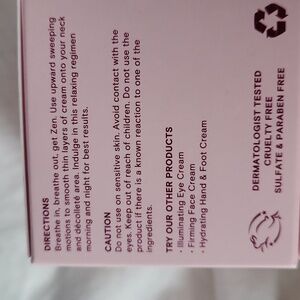 DIRECTIONS
Breathe in, breathe out, get Zen. Use upward sweeping
motions to smooth thin layers of cream onto your neck
and décolleté area. Indulge in this relaxing regimen
morning and night for best results.
CAUTION
Do not use on sensitive skin. Avoid contact with the
eyes. Keep out of reach of children. Do not use the
product if there is a known reaction to one of the
ingredients.
TRY OUR OTHER PRODUCTS
· Illuminating Eye Cream
· Firming Face Cream
· Hydrating Hand & Foot Cream
DERMATOLOGIST TESTED
CRUELTY FREE
SULFATE & PARABEN FREE